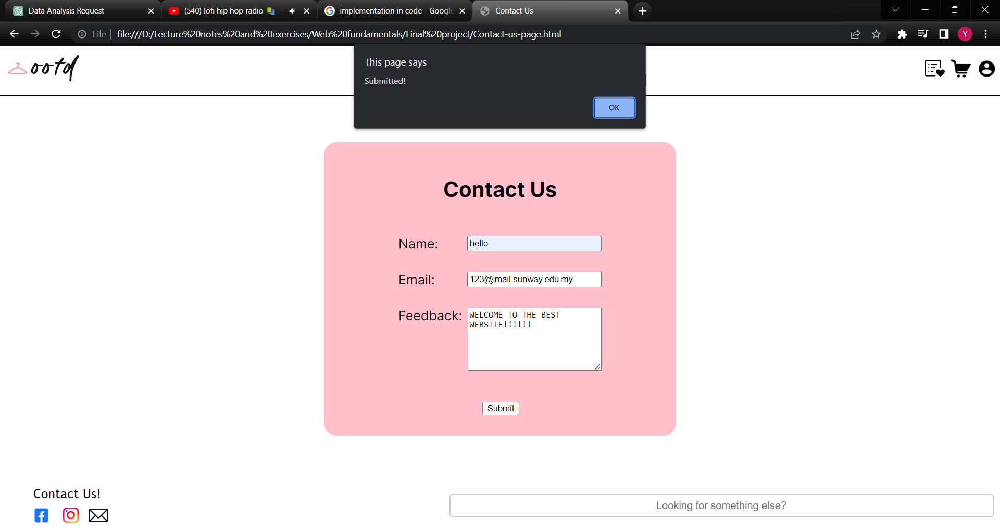 Data Analysis Request
(540) lofi hip hop radio 📚 -
implementation in code - Google
Contact Us
File
file:///D:/Lecture%20notes%20and%20exercises/Web%20fundamentals/Final%20project/Contact-us-page.html
Y
ootd
This page says
Submitted!
OK
Contact Us
Name:
hello
Email:
123@imail.sunway.edu.my
Feedback:
WELCOME TO THE BEST
WEBSITE!!!!!!
Submit
Contact Us!
Looking for something else?